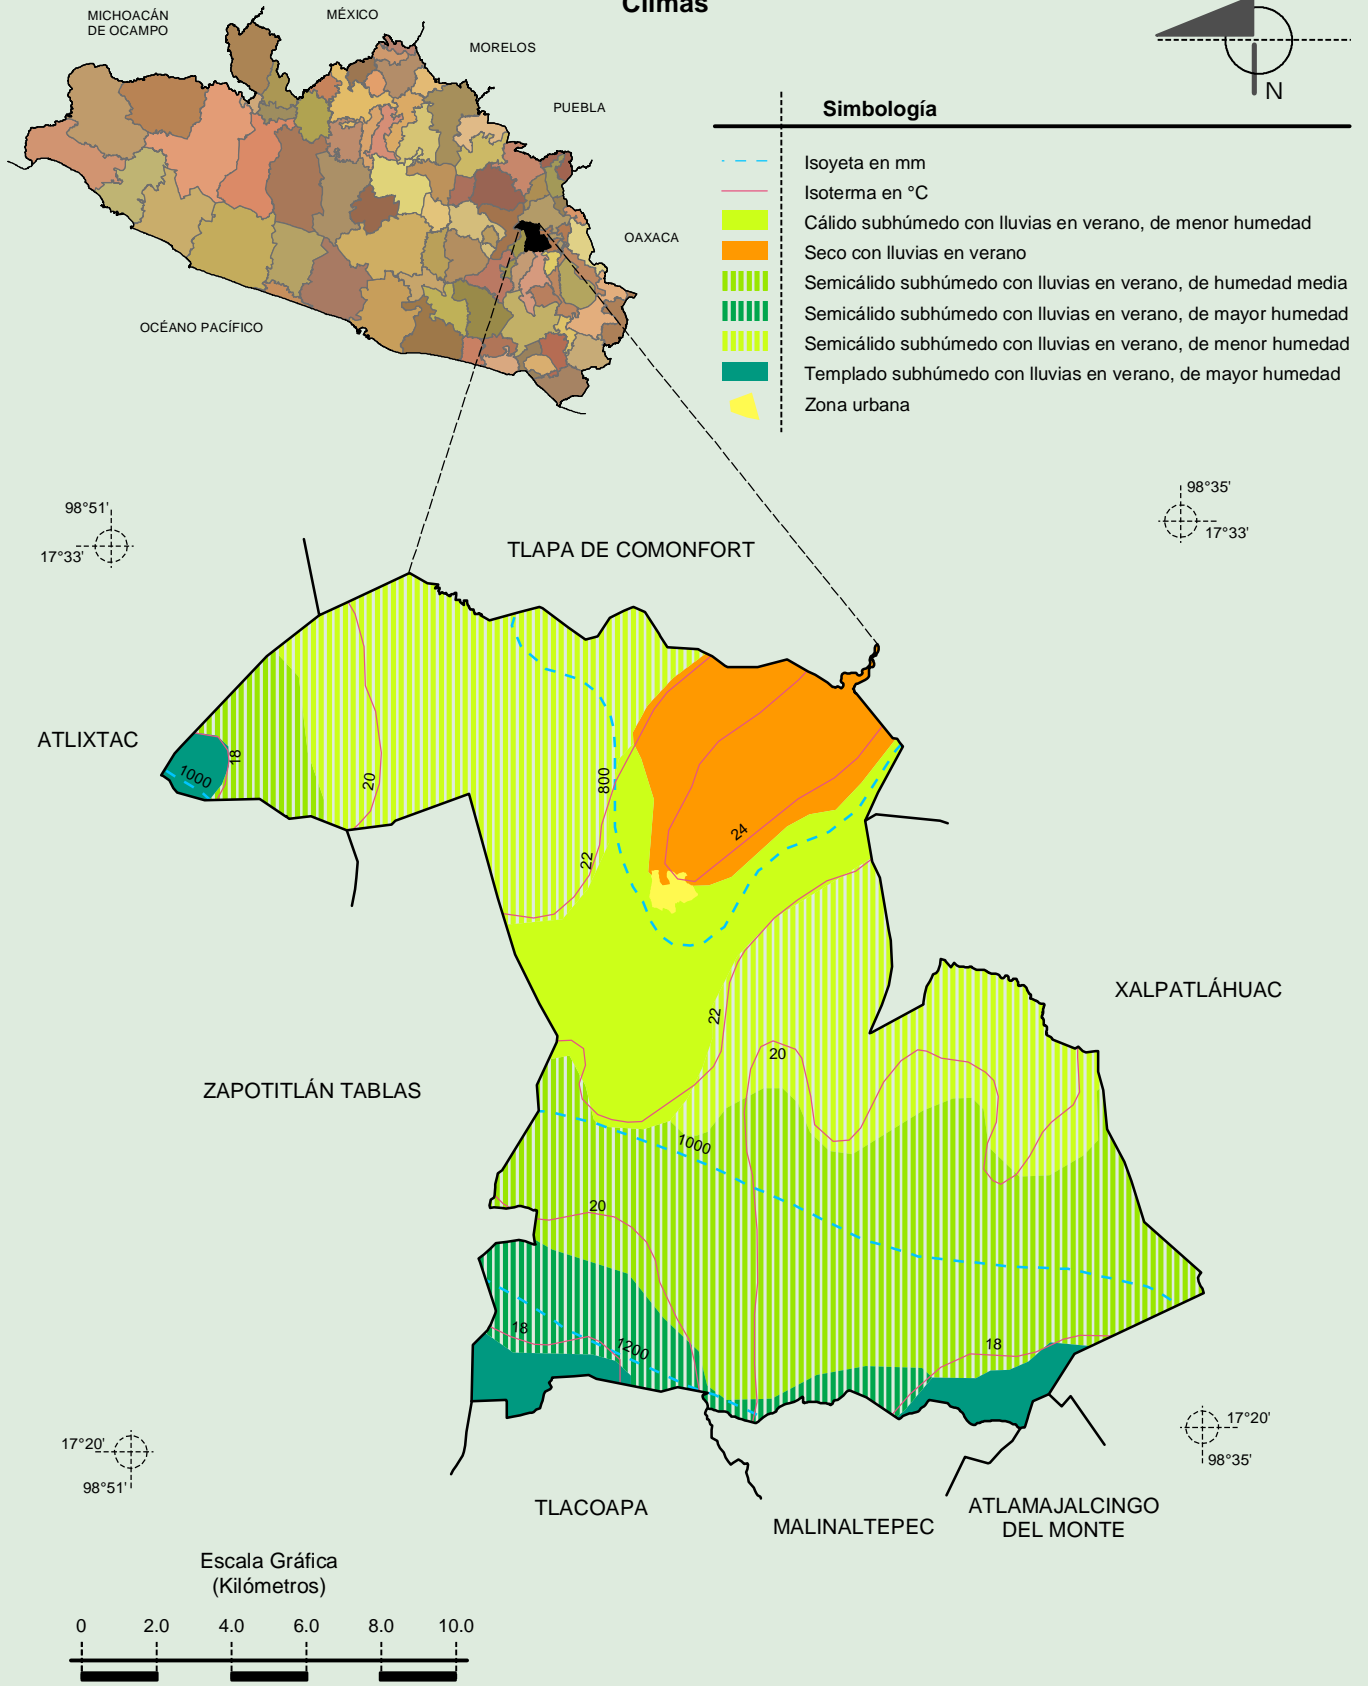 Climas
MICHOACÁN
DE OCAMPO
MÉXICO
MORELOS
PUEBLA
OAXACA
OCÉANO PACÍFICO
N
Simbología
Isoyeta en mm
Isoterma en °C
Cálido subhúmedo con lluvias en verano, de menor humedad
Seco con lluvias en verano
Semicálido subhúmedo con lluvias en verano, de humedad media
Semicálido subhúmedo con lluvias en verano, de mayor humedad
Semicálido subhúmedo con lluvias en verano, de menor humedad
Templado subhúmedo con lluvias en verano, de mayor humedad
Zona urbana
98°51'
17°33'
98°35'
17°33'
TLAPA DE COMONFORT
ATLIXTAC
18
1000
20
800
22
24
XALPATLÁHUAC
22
20
ZAPOTITLÁN TABLAS
1000
20
18
1200
18
17°20'
98°51'
17°20'
98°35'
TLACOAPA
MALINALTEPEC
ATLAMAJALCINGO
DEL MONTE
Escala Gráfica
(Kilómetros)
0 2.0 4.0 6.0 8.0 10.0